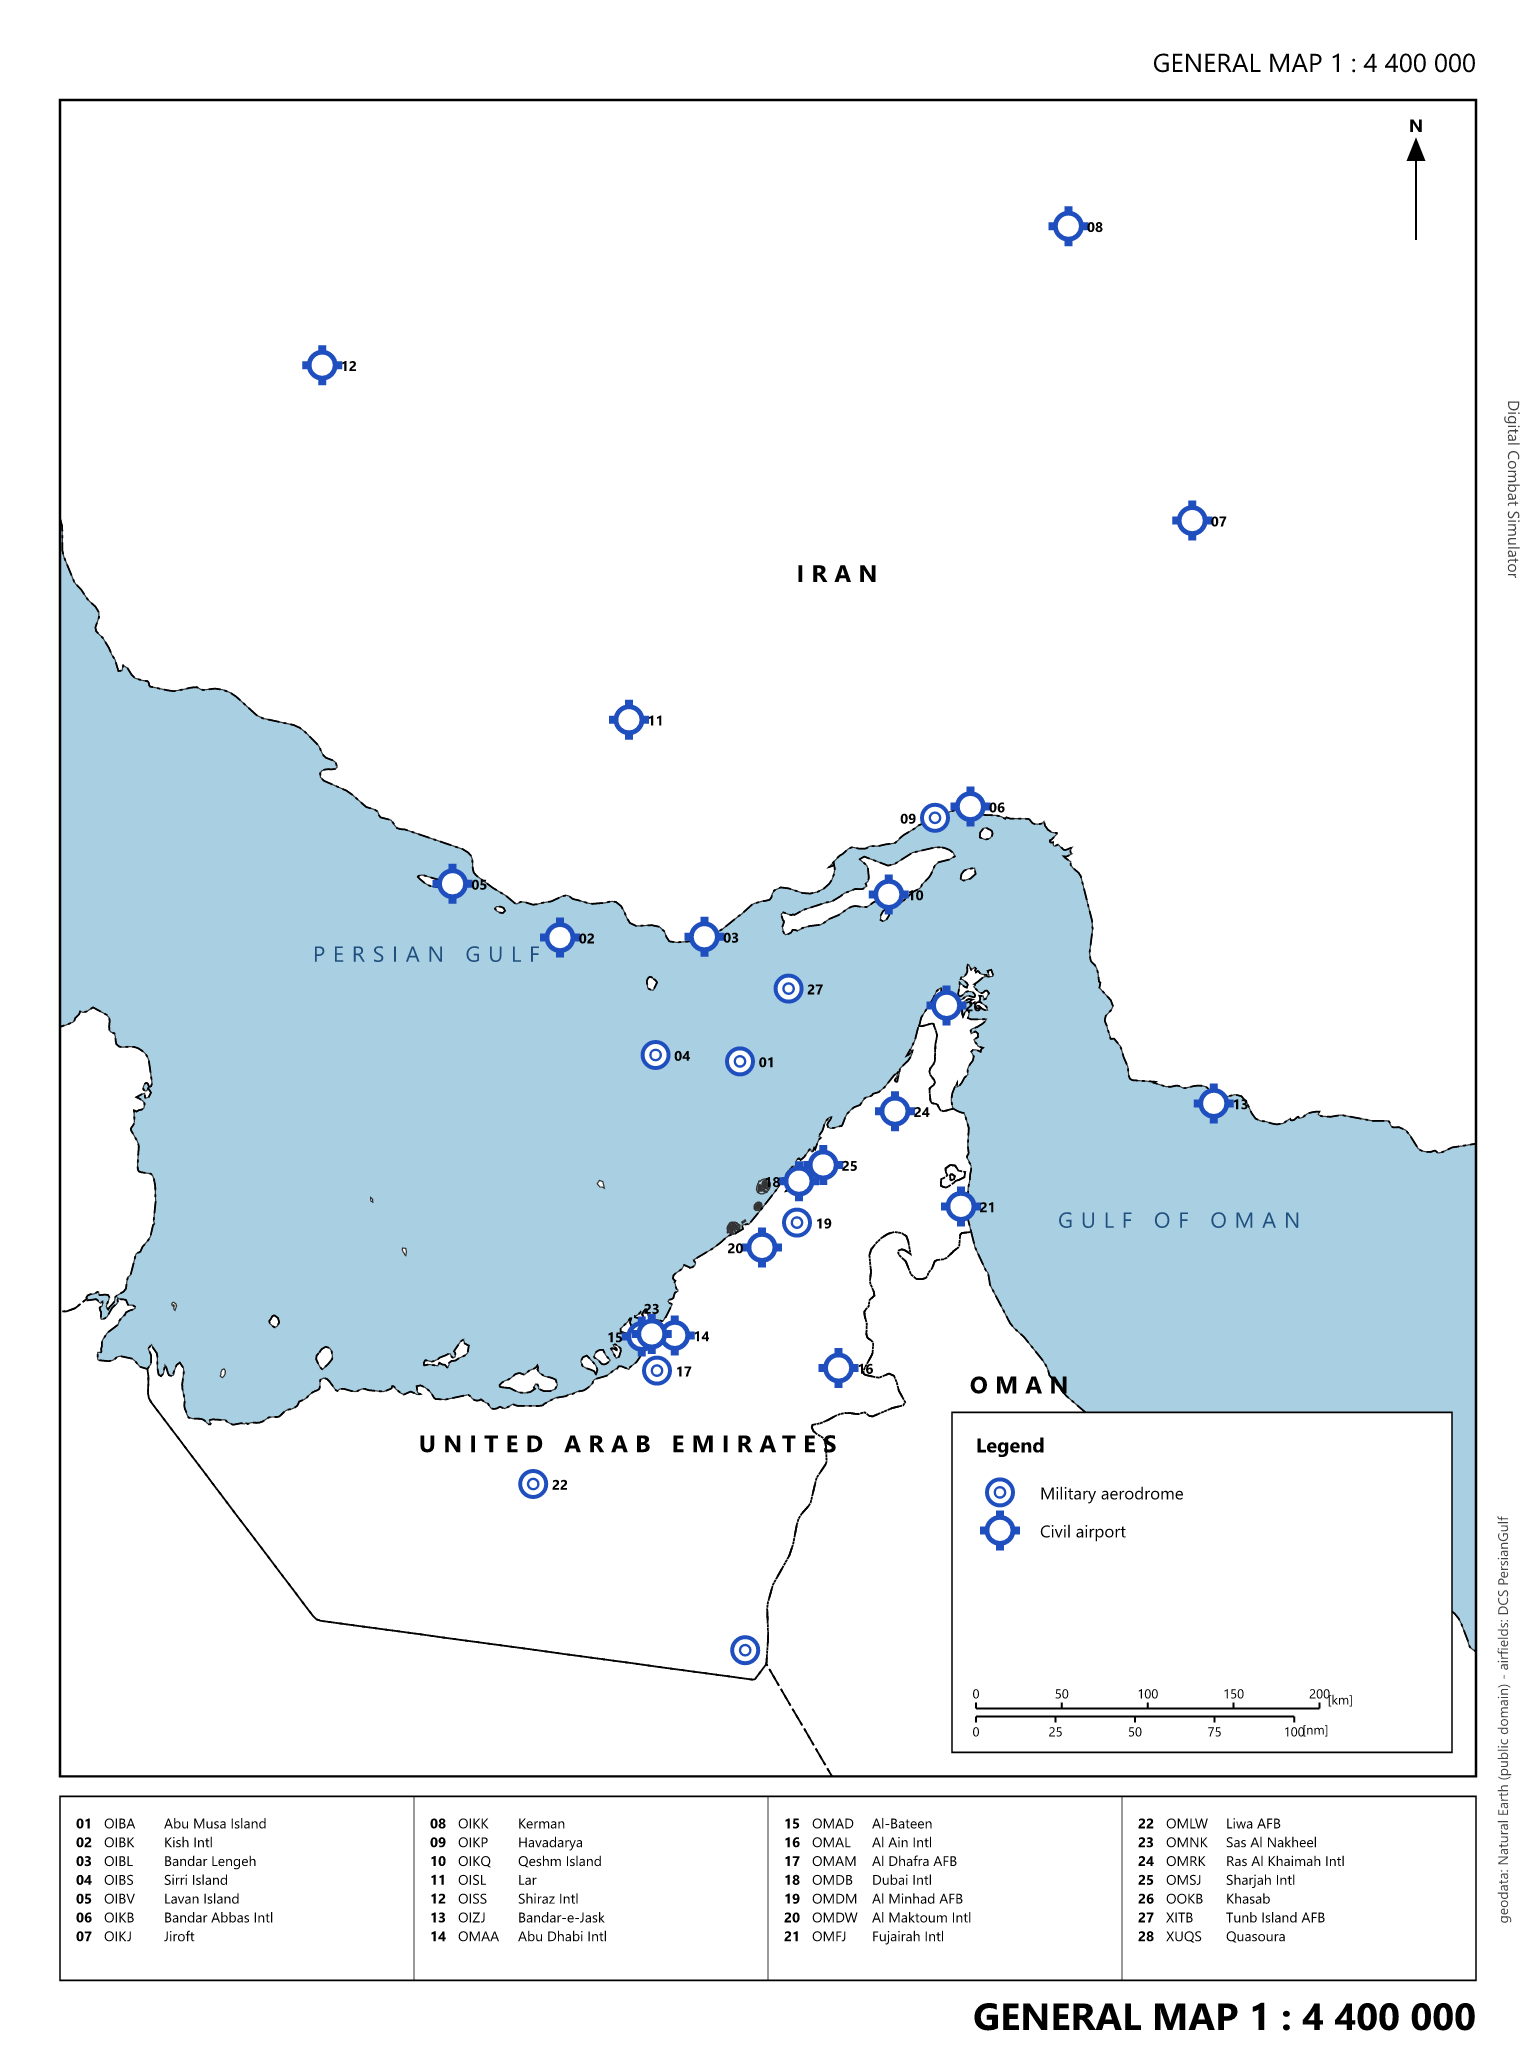 GENERAL MAP 1 : 4 400 000
N
08
12
07
IRAN
11
06
09
05
10
02
03
PERSIAN GULF
27
26
04
01
13
24
25
18
21
19
GULF OF OMAN
20
23
15
14
17
16
OMAN
UNITED ARAB EMIRATES
22
Legend
Military aerodrome
Civil airport
0 50 100 150 200 [km]
0 25 50 75 100 [nm]
Digital Combat Simulator
geodata: Natural Earth (public domain) - airfields: DCS PersianGulf
01 OIBA Abu Musa Island
02 OIBK Kish Intl
03 OIBL Bandar Lengeh
04 OIBS Sirri Island
05 OIBV Lavan Island
06 OIKB Bandar Abbas Intl
07 OIKJ Jiroft
08 OIKK Kerman
09 OIKP Havadarya
10 OIKQ Qeshm Island
11 OISL Lar
12 OISS Shiraz Intl
13 OIZJ Bandar-e-Jask
14 OMAA Abu Dhabi Intl
15 OMAD Al-Bateen
16 OMAL Al Ain Intl
17 OMAM Al Dhafra AFB
18 OMDB Dubai Intl
19 OMDM Al Minhad AFB
20 OMDW Al Maktoum Intl
21 OMFJ Fujairah Intl
22 OMLW Liwa AFB
23 OMNK Sas Al Nakheel
24 OMRK Ras Al Khaimah Intl
25 OMSJ Sharjah Intl
26 OOKB Khasab
27 XITB Tunb Island AFB
28 XUQS Quasoura
GENERAL MAP 1 : 4 400 000